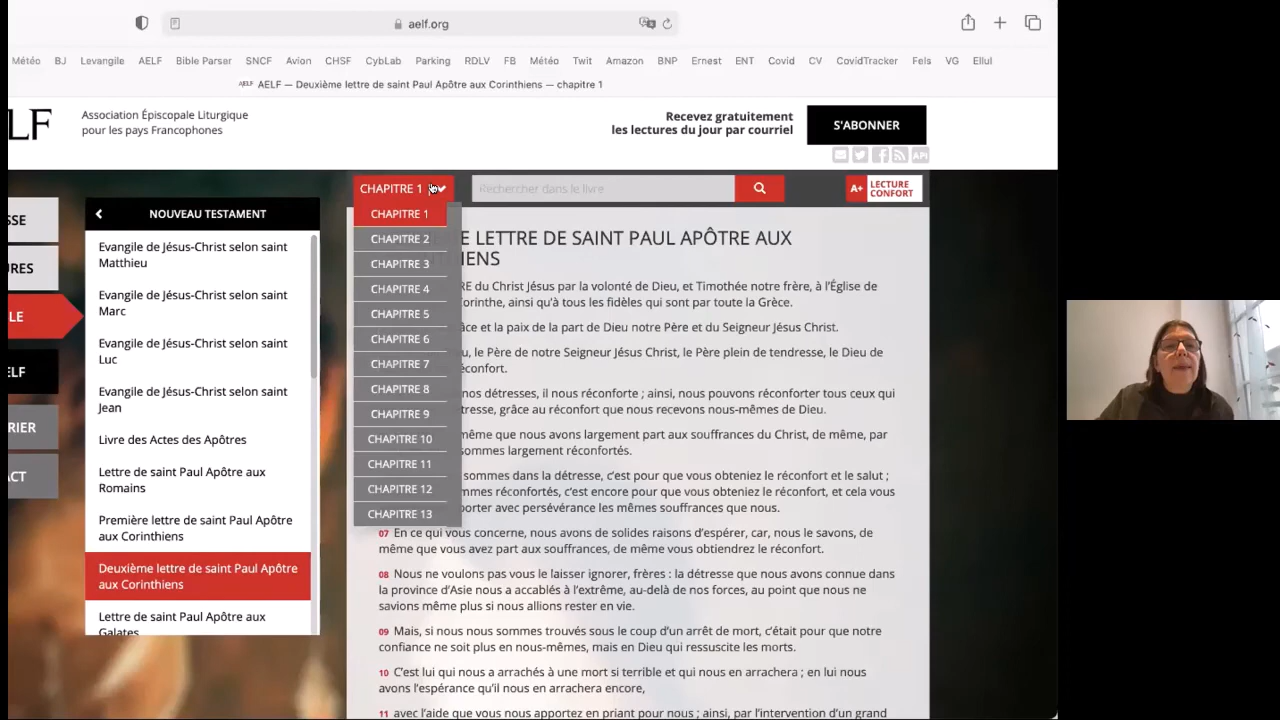 aelf.org
Météo BJ Levangile AELF Bible Parser SNCF Avion CHSF CybLab Parking RDLV FB Météo Twit Amazon BNP Ernest ENT Covid CV CovidTracker Fels VG Ellul
AELF AELF — Deuxième lettre de saint Paul Apôtre aux Corinthiens — chapitre 1
LF
Association Épiscopale Liturgique
pour les pays Francophones
Recevez gratuitement
les lectures du jour par courriel
S'ABONNER
API
SSE
URES
LE
ELF
RIER
ACT
NOUVEAU TESTAMENT
Evangile de Jésus-Christ selon saint
Matthieu
Evangile de Jésus-Christ selon saint
Marc
Evangile de Jésus-Christ selon saint
Luc
Evangile de Jésus-Christ selon saint
Jean
Livre des Actes des Apôtres
Lettre de saint Paul Apôtre aux
Romains
Première lettre de saint Paul Apôtre
aux Corinthiens
Deuxième lettre de saint Paul Apôtre
aux Corinthiens
Lettre de saint Paul Apôtre aux
Galates
CHAPITRE 1
CHAPITRE 1
CHAPITRE 2
CHAPITRE 3
CHAPITRE 4
CHAPITRE 5
CHAPITRE 6
CHAPITRE 7
CHAPITRE 8
CHAPITRE 9
CHAPITRE 10
CHAPITRE 11
CHAPITRE 12
CHAPITRE 13
Rechercher dans le livre
A+ LECTURE
CONFORT
LETTRE DE SAINT PAUL APÔTRE AUX
THIENS
RE du Christ Jésus par la volonté de Dieu, et Timothée notre frère, à l'Église de
Corinthe, ainsi qu'à tous les fidèles qui sont par toute la Grèce.
âce et la paix de la part de Dieu notre Père et du Seigneur Jésus Christ.
u, le Père de notre Seigneur Jésus Christ, le Père plein de tendresse, le Dieu de
éconfort.
nos détresses, il nous réconforte ; ainsi, nous pouvons réconforter tous ceux qui
tresse, grâce au réconfort que nous recevons nous-mêmes de Dieu.
même que nous avons largement part aux souffrances du Christ, de même, par
sommes largement réconfortés.
sommes dans la détresse, c'est pour que vous obteniez le réconfort et le salut ;
mmes réconfortés, c'est encore pour que vous obteniez le réconfort, et cela vous
porter avec persévérance les mêmes souffrances que nous.
07 En ce qui vous concerne, nous avons de solides raisons d'espérer, car, nous le savons, de
même que vous avez part aux souffrances, de même vous obtiendrez le réconfort.
08 Nous ne voulons pas vous le laisser ignorer, frères : la détresse que nous avons connue dans
la province d'Asie nous a accablés à l'extrême, au-delà de nos forces, au point que nous ne
savions même plus si nous allions rester en vie.
09 Mais, si nous nous sommes trouvés sous le coup d'un arrêt de mort, c'était pour que notre
confiance ne soit plus en nous-mêmes, mais en Dieu qui ressuscite les morts.
10 C'est lui qui nous a arrachés à une mort si terrible et qui nous en arrachera ; en lui nous
avons l'espérance qu'il nous en arrachera encore,
11 avec l'aide que vous nous apportez en priant pour nous ; ainsi, par l'intervention d'un grand